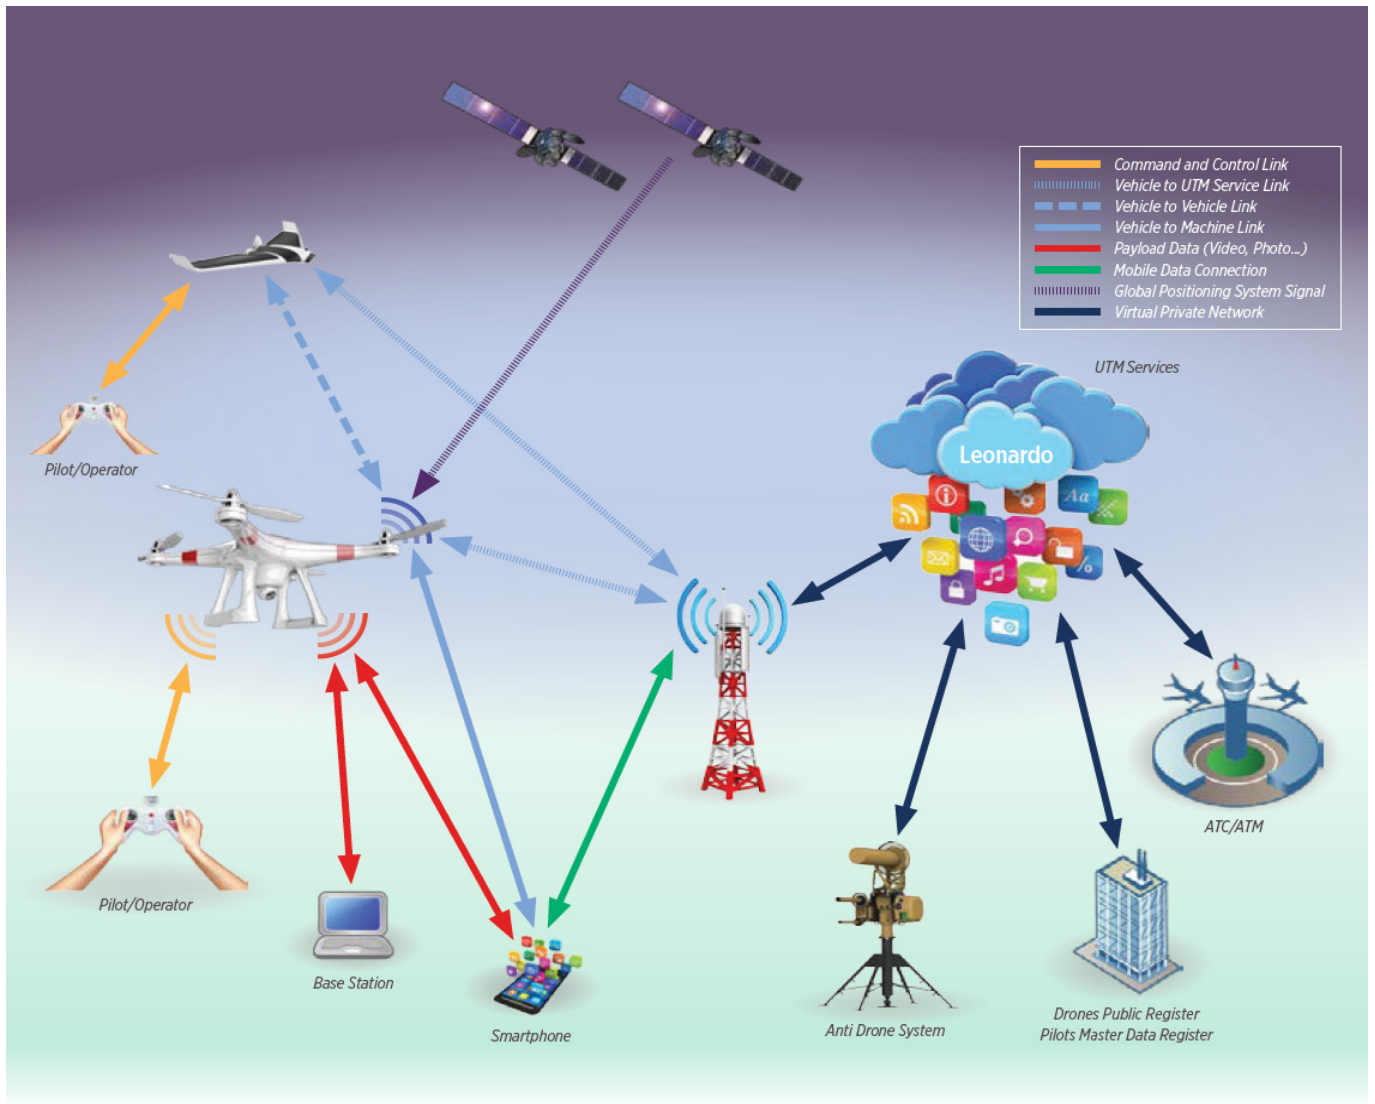 Command and Control Link
Vehicle to UTM Service Link
Vehicle to Vehicle Link
Vehicle to Machine Link
Payload Data (Video, Photo...)
Mobile Data Connection
Global Positioning System Signal
Virtual Private Network
UTM Services
Leonardo
Aa
%
Pilot/Operator
ATC/ATM
Pilot/Operator
Base Station
Smartphone
Anti Drone System
Drones Public Register
Pilots Master Data Register